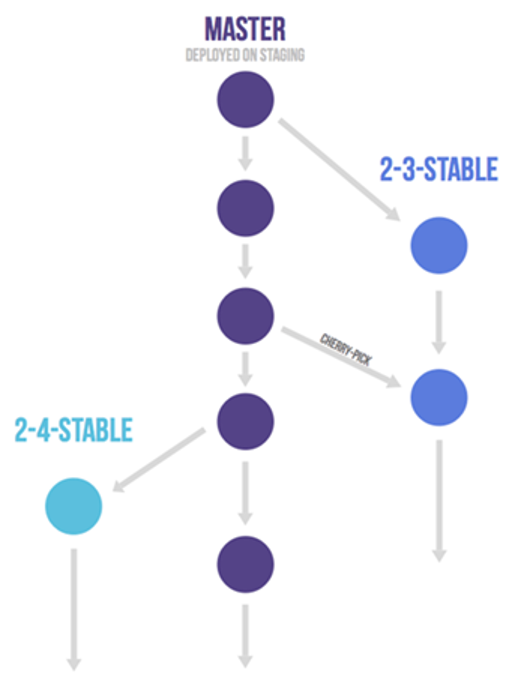 MASTER
DEPLOYED ON STAGING
2-3-STABLE
CHERRY-PICK
2-4-STABLE